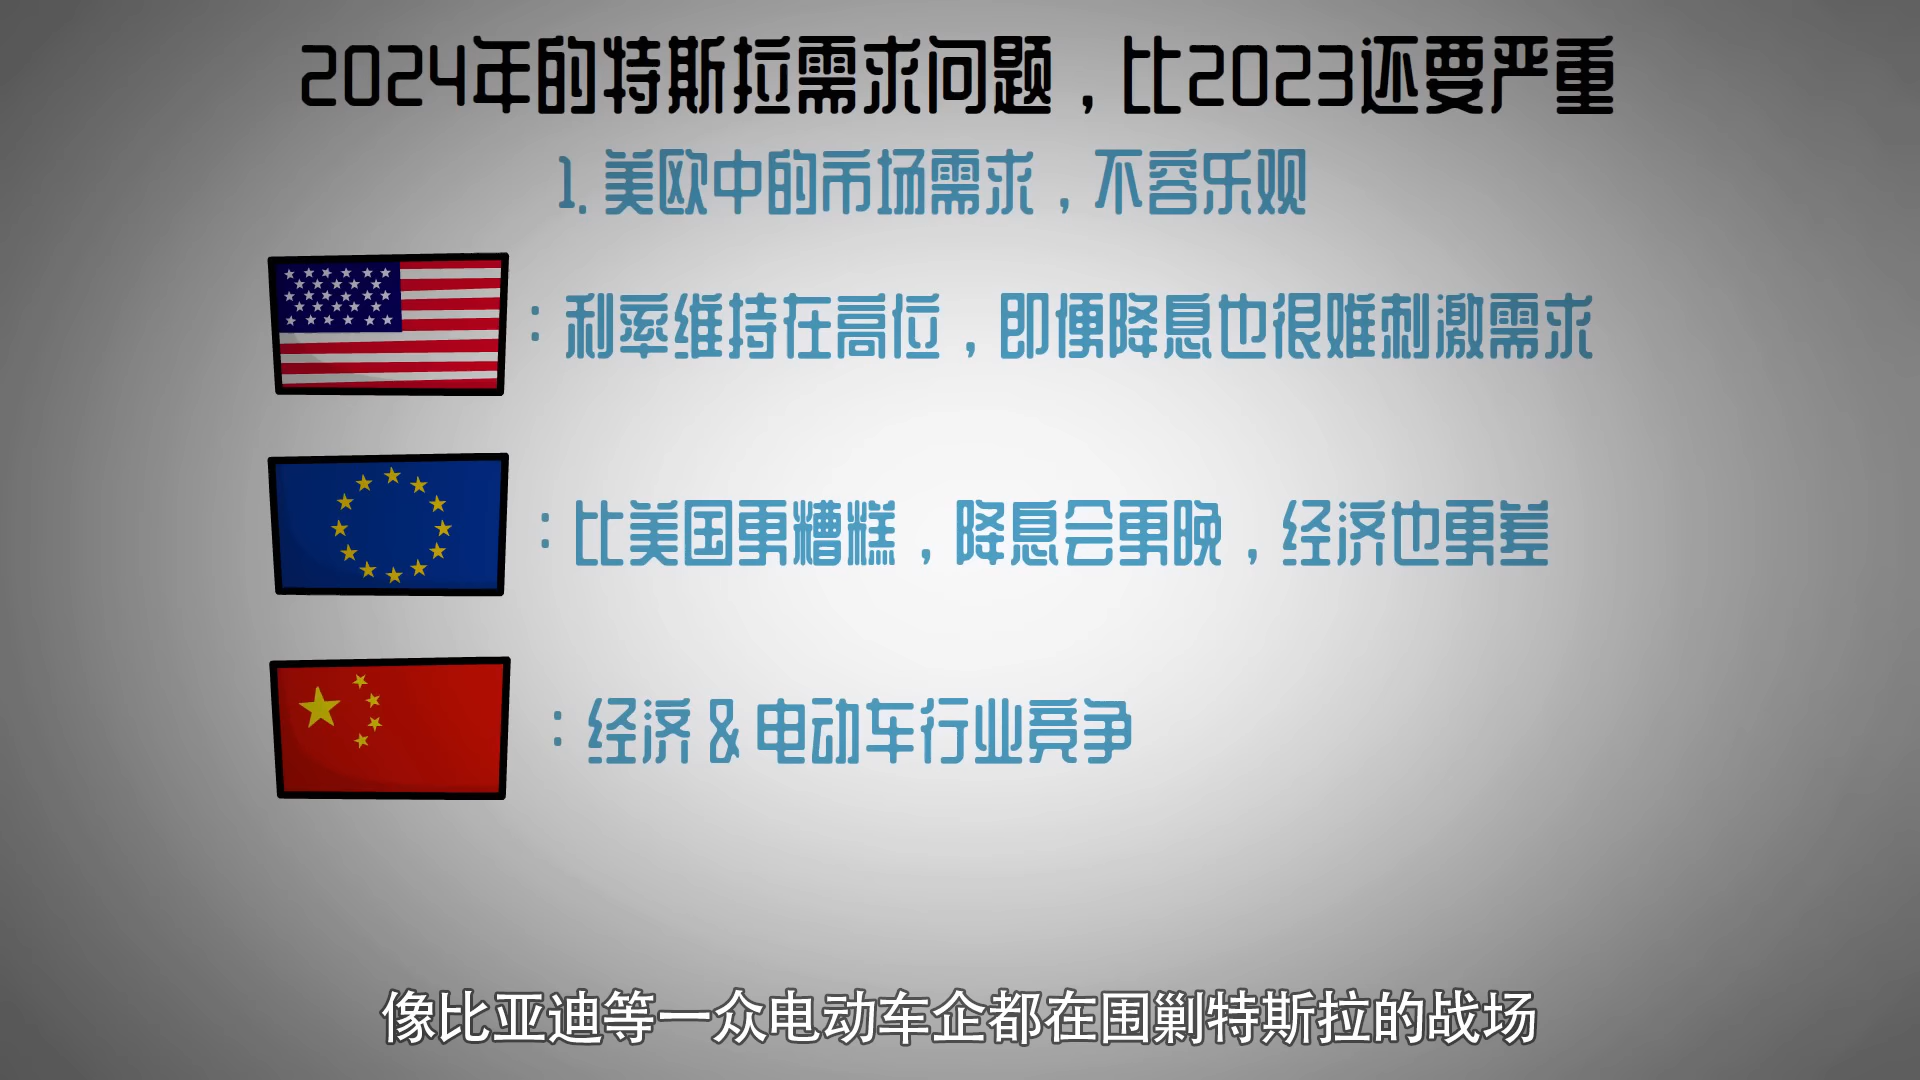 2024年的特斯拉需求问题，比2023还要严重
1. 美欧中的市场需求，不容乐观
：利率维持在高位，即便降息也很难刺激需求
：比美国更糟糕，降息会更晚，经济也更差
：经济 & 电动车行业竞争
像比亚迪等一众电动车企都在围剿特斯拉的战场